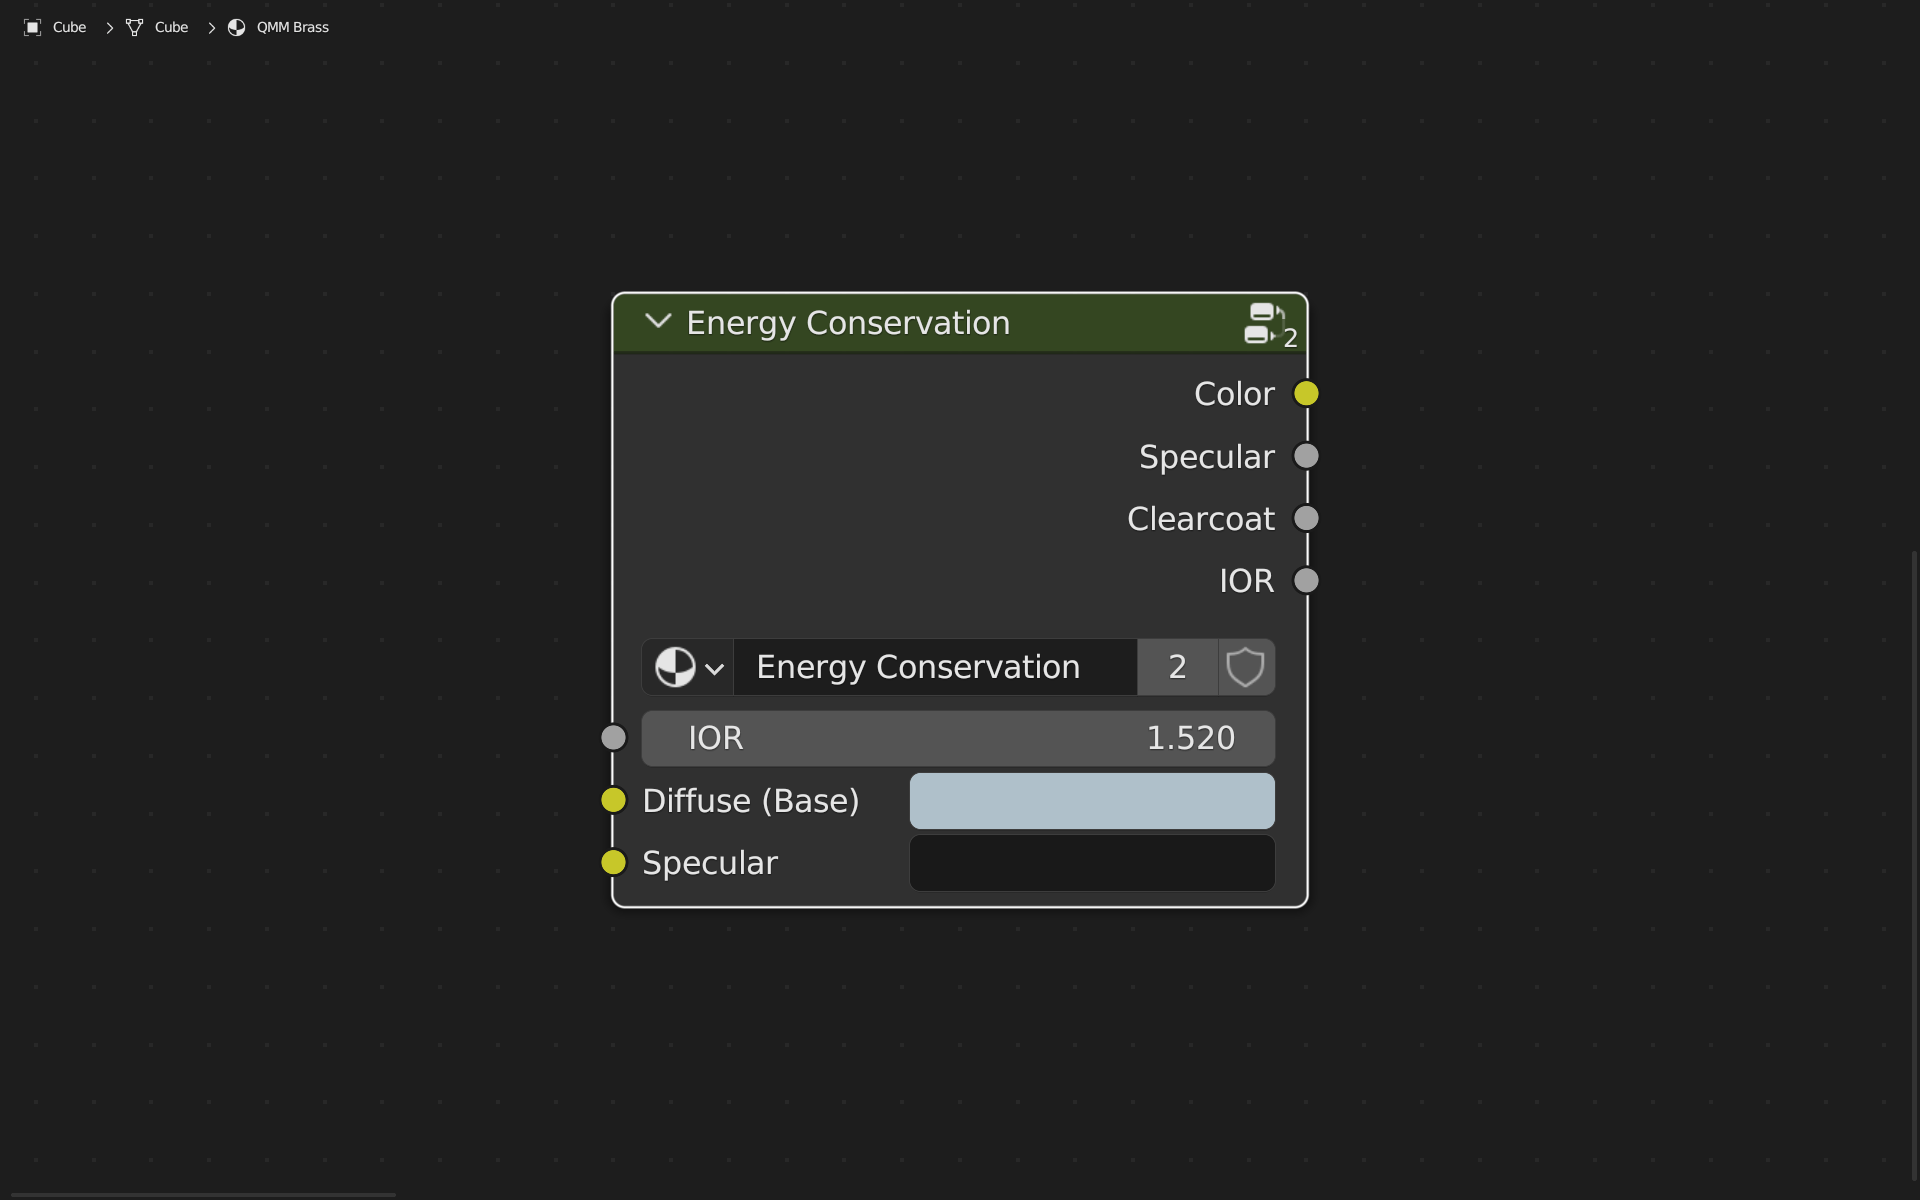 Cube > Cube > QMM Brass
Energy Conservation 2
Color
Specular
Clearcoat
IOR
Energy Conservation 2
IOR 1.520
Diffuse (Base)
Specular